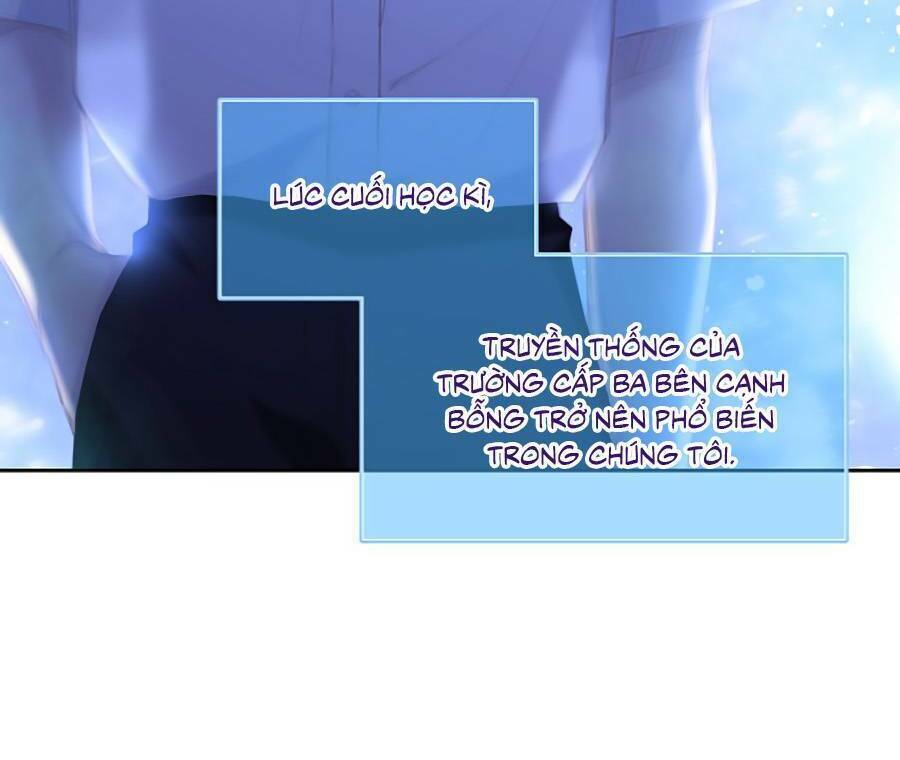 LÚC CUỐI HỌC KÌ,
TRUYỀN THỐNG CỦA
TRƯỜNG CẤP BA BÊN CẠNH
BỖNG TRỞ NÊN PHỔ BIẾN
TRONG CHÚNG TÔI.